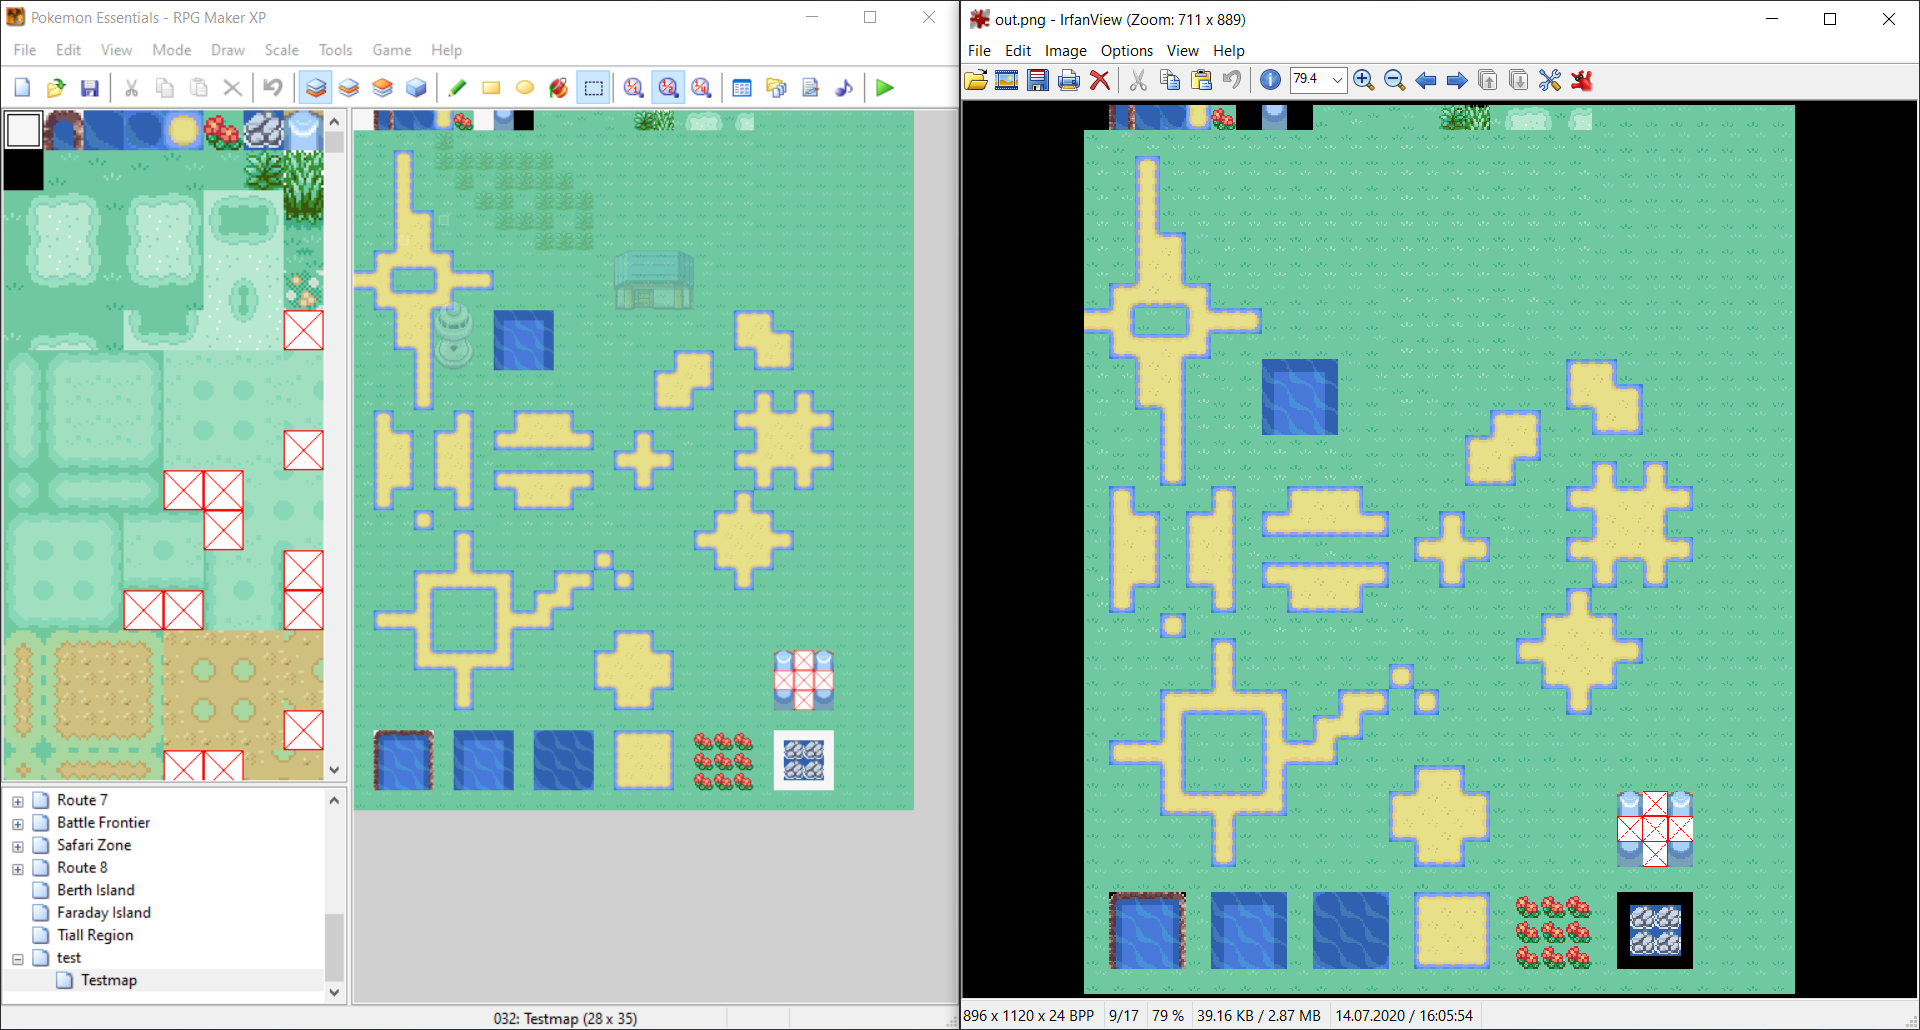 Pokemon Essentials - RPG Maker XP
File Edit View Mode Draw Scale Tools Game Help
Route 7
Battle Frontier
Safari Zone
Route 8
Berth Island
Faraday Island
Tiall Region
test
Testmap
032: Testmap (28 x 35)
out.png - IrfanView (Zoom: 711 x 889)
File Edit Image Options View Help
79.4
896 x 1120 x 24 BPP 9/17 79 % 39.16 KB / 2.87 MB 14.07.2020 / 16:05:54